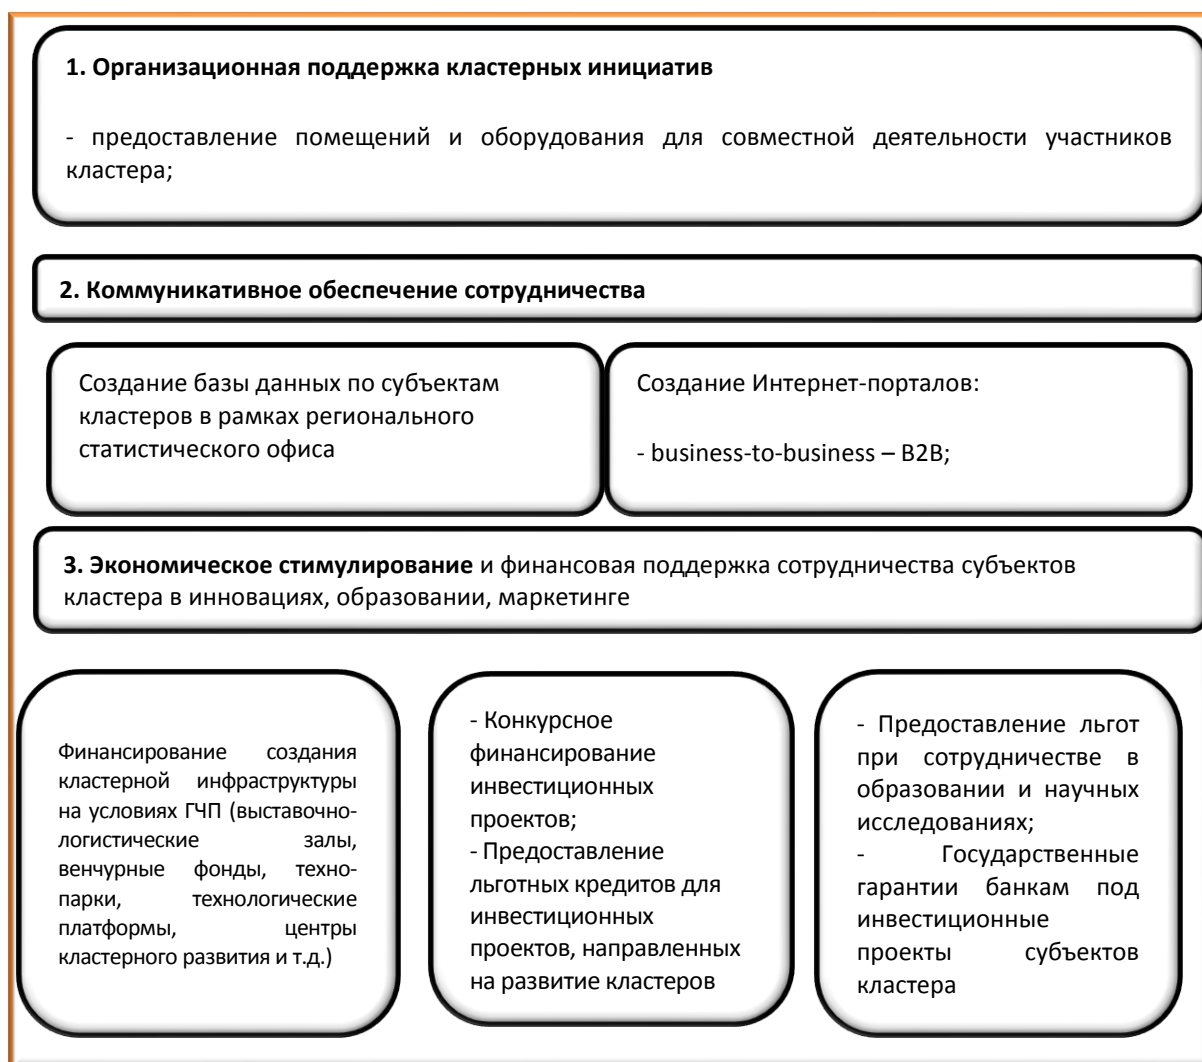 1. Организационная поддержка кластерных инициатив
- предоставление помещений и оборудования для совместной деятельности участников
кластера;
2. Коммуникативное обеспечение сотрудничества
Создание базы данных по субъектам
кластеров в рамках регионального
статистического офиса
Создание Интернет-порталов:
- business-to-business – B2B;
3. Экономическое стимулирование и финансовая поддержка сотрудничества субъектов
кластера в инновациях, образовании, маркетинге
Финансирование создания
кластерной инфраструктуры
на условиях ГЧП (выставочно-
логистические залы,
венчурные фонды, техно-
парки, технологические
платформы, центры
кластерного развития и т.д.)
- Конкурсное
финансирование
инвестиционных
проектов;
- Предоставление
льготных кредитов для
инвестиционных
проектов, направленных
на развитие кластеров
- Предоставление льгот
при сотрудничестве в
образовании и научных
исследованиях;
- Государственные
гарантии банкам под
инвестиционные
проекты субъектов
кластера